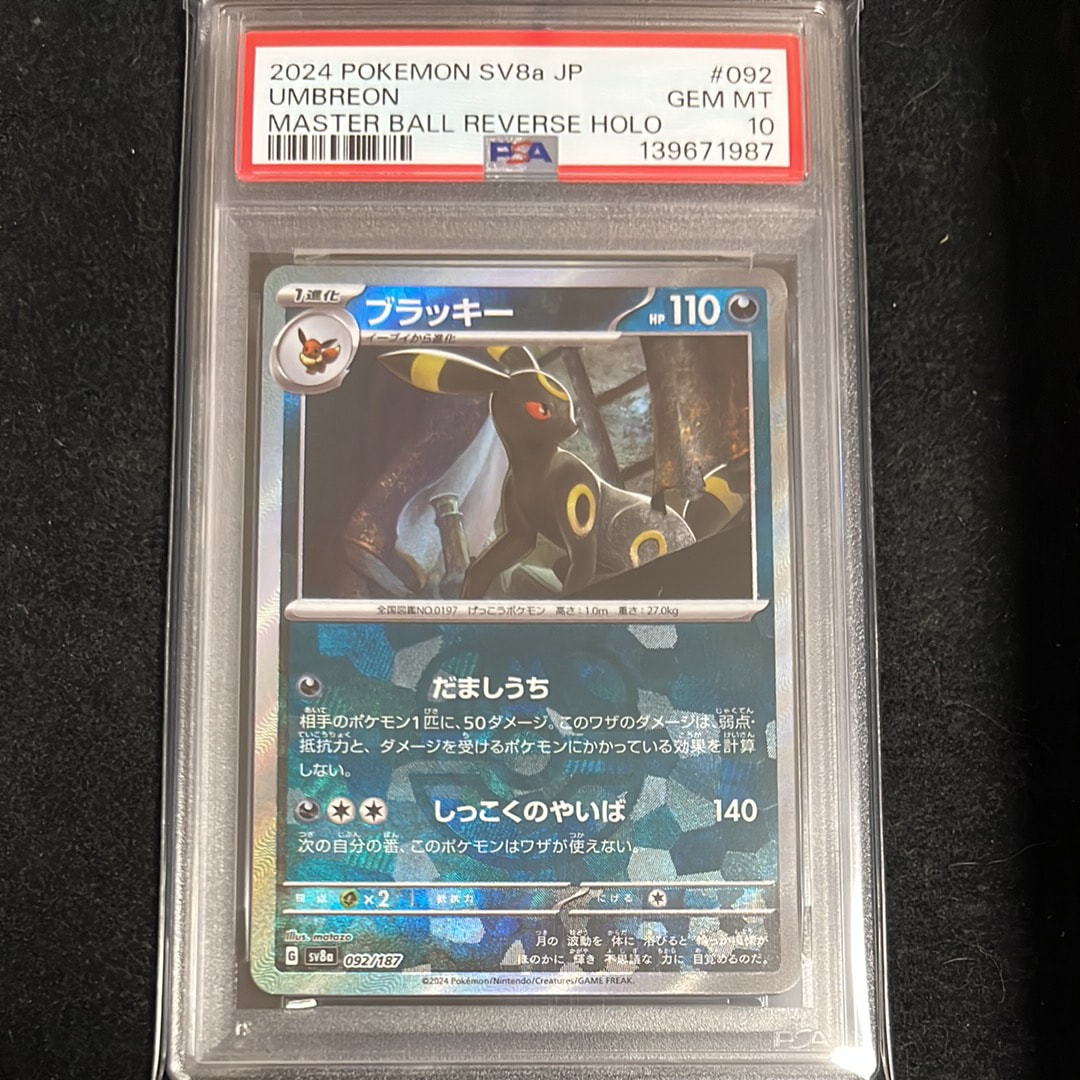 2024 POKEMON SV8a JP #092
UMBREON GEM MT
MASTER BALL REVERSE HOLO 10
PSA 139671987
1進化 ブラッキー HP 110
イーブイから進化
全国図鑑NO.0197 げっこうポケモン 高さ:1.0m 重さ:27.0kg
だましうち
相手のポケモン1匹に、50ダメージ。このワザのダメージは、弱点・
抵抗力と、ダメージを受けるポケモンにかかっている効果を計算
しない。
しっこくのやいば 140
次の自分の番、このポケモンはワザが使えない。
弱点 ×2 抵抗力 にげる
Illus. matazo
月の 波動を 体に 浴びると
G sv8a 092/187
ほのかに 輝き 不思議な 力に 目覚めるのだ。
©2024 Pokémon/Nintendo/Creatures/GAME FREAK.
PSA